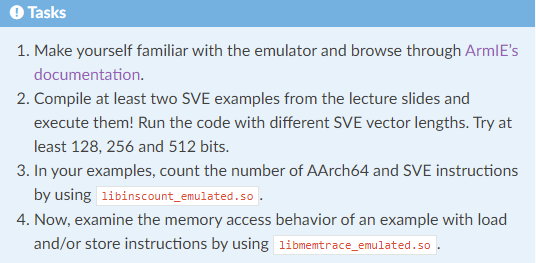 Tasks
1. Make yourself familiar with the emulator and browse through ArmIE's
documentation.
2. Compile at least two SVE examples from the lecture slides and
execute them! Run the code with different SVE vector lengths. Try at
least 128, 256 and 512 bits.
3. In your examples, count the number of AArch64 and SVE instructions
by using libinscount_emulated.so .
4. Now, examine the memory access behavior of an example with load
and/or store instructions by using libmemtrace_emulated.so .